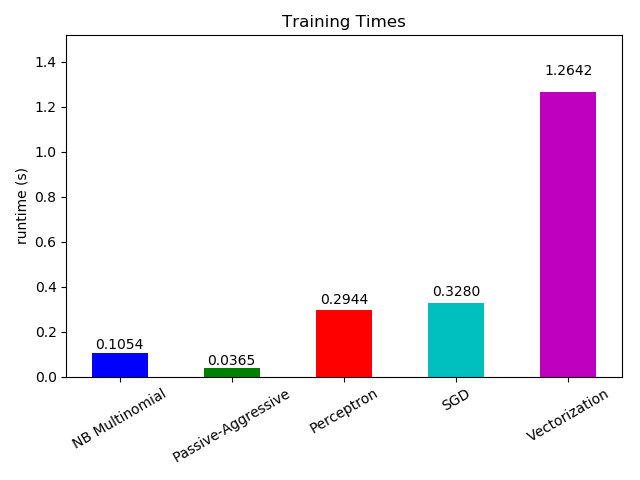 Training Times
1.4
1.2
1.0
0.8
0.6
0.4
0.2
0.0
runtime (s)
0.1054
0.0365
0.2944
0.3280
1.2642
NB Multinomial
Passive-Aggressive
Perceptron
SGD
Vectorization